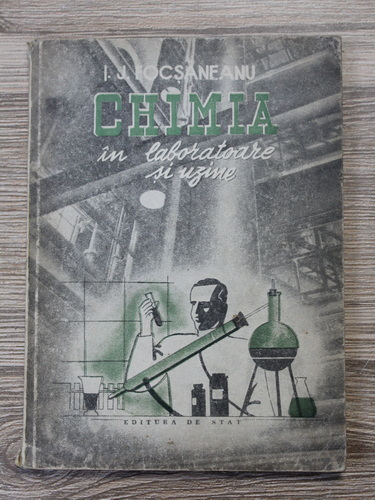 I. J. FOCȘĂNEANU
CHIMIA
în laboratoare
și uzine
EDITURA DE STAT